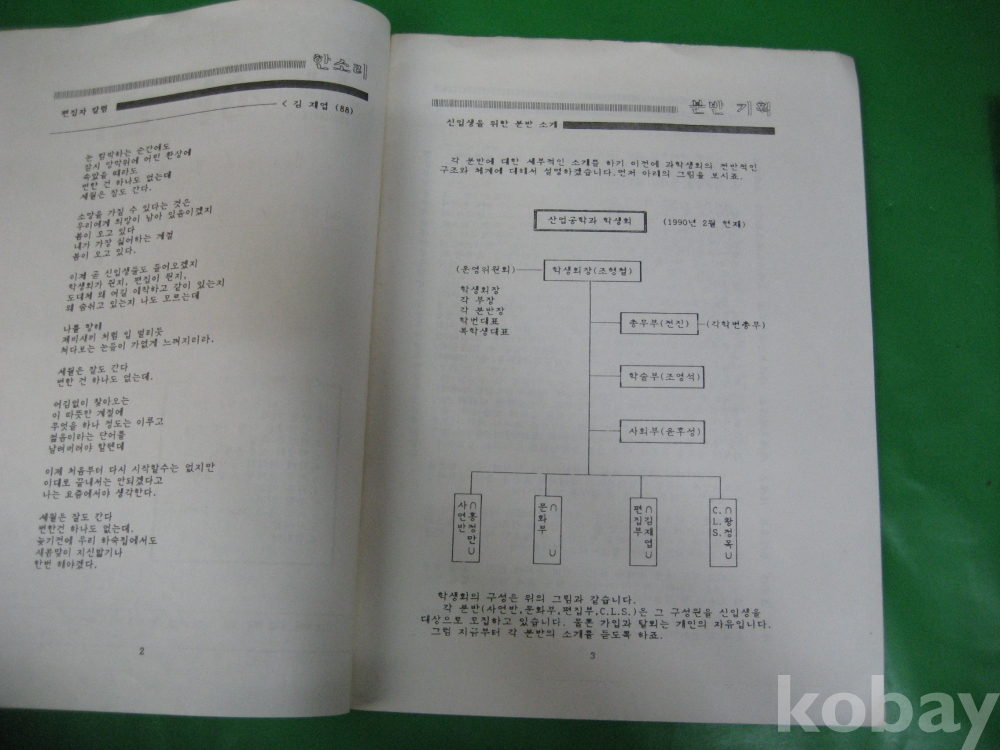 한소리
편집자 칼럼
< 김 재엽 (88)
눈 깜박하는 순간에도
잠시 장막위에 어린 환상에
속았을 때라도
변한 건 하나도 없는데
세월은 잘도 간다.
소망을 가질 수 있다는 것은
우리에게 희망이 남아 있음이겠지
봄이 오고 있다
내가 가장 싫어하는 계절
봄이 오고 있다.
이제 곧 신입생들도 들어오겠지
학생회가 뭔지, 편집이 뭔지,
도대체 왜 여길 시작하고 같이 있는지
왜 숨쉬고 있는지 나도 모르는데
나를 향해
제비새끼 처럼 입 벌리듯
쳐다보는 눈들이 가엾게 느껴지리라.
세월은 잘도 간다
변한 건 하나도 없는데.
어김없이 찾아오는
이 따뜻한 계절에
무엇을 하나 정도는 이루고
젊음이라는 단어를
날려버려야 할텐데
이제 처음부터 다시 시작할수는 없지만
이대로 끝내서는 안되겠다고
나는 요즘에서야 생각한다.
세월은 잘도 간다
변한건 하나도 없는데.
늦기전에 우리 하숙집에서도
새봄맞이 지신밟기나
한번 해야겠다.
2
분반 기획
신입생을 위한 분반 소개
각 분반에 대한 세부적인 소개를 하기 이전에 과학생회의 전반적인
구조와 체계에 대해서 설명하겠습니다.먼저 아래의 그림을 보시죠.
산업공학과 학생회 (1990년 2월 현재)
(운영위원회) 학생회장(조형철)
학생회장
각 부장
각 분반장
학번대표
복학생대표
총무부(전진) (각학번총무)
학술부(조영석)
사회부(윤후성)
사연반(홍정만)
문화부( )
편집부(김재엽)
C.L.S.(황정욱)
학생회의 구성은 위의 그림과 같습니다.
각 분반(사연반,문화부,편집부,C.L.S.)은 그 구성원을 신입생을
대상으로 모집하고 있습니다. 물론 가입과 탈퇴는 개인의 자유입니다.
그럼 지금부터 각 분반의 소개를 듣도록 하죠.
3
kobay